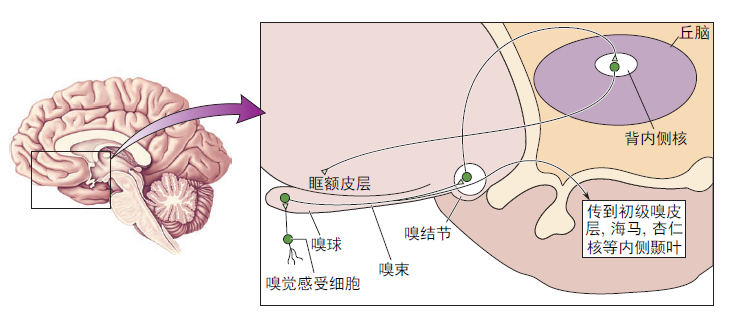 丘脑
背内侧核
眶额皮层
嗅结节
传到初级嗅皮
层, 海马, 杏仁
核等内侧颞叶
嗅球
嗅束
嗅觉感受细胞